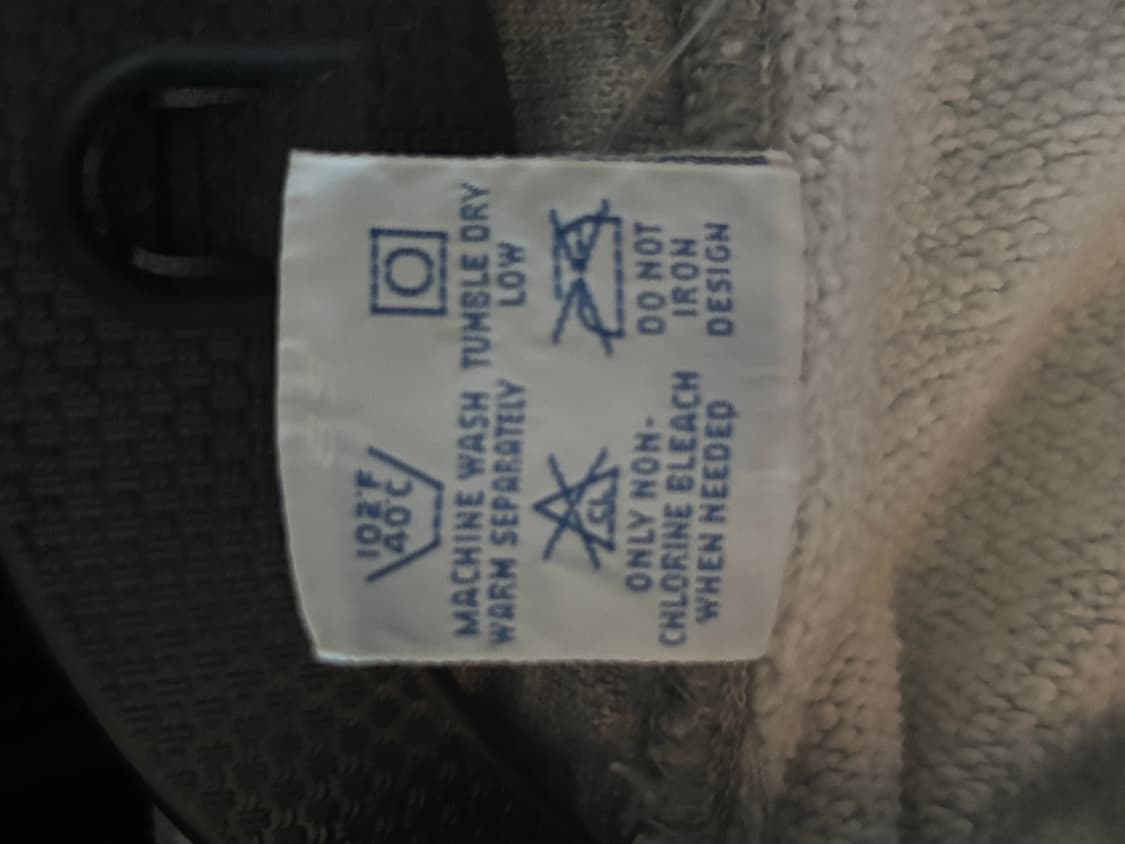 102°F
40°C
MACHINE WASH
WARM SEPARATELY
TUMBLE DRY
LOW
CL
ONLY NON-
CHLORINE BLEACH
WHEN NEEDED
DO NOT
IRON
DESIGN